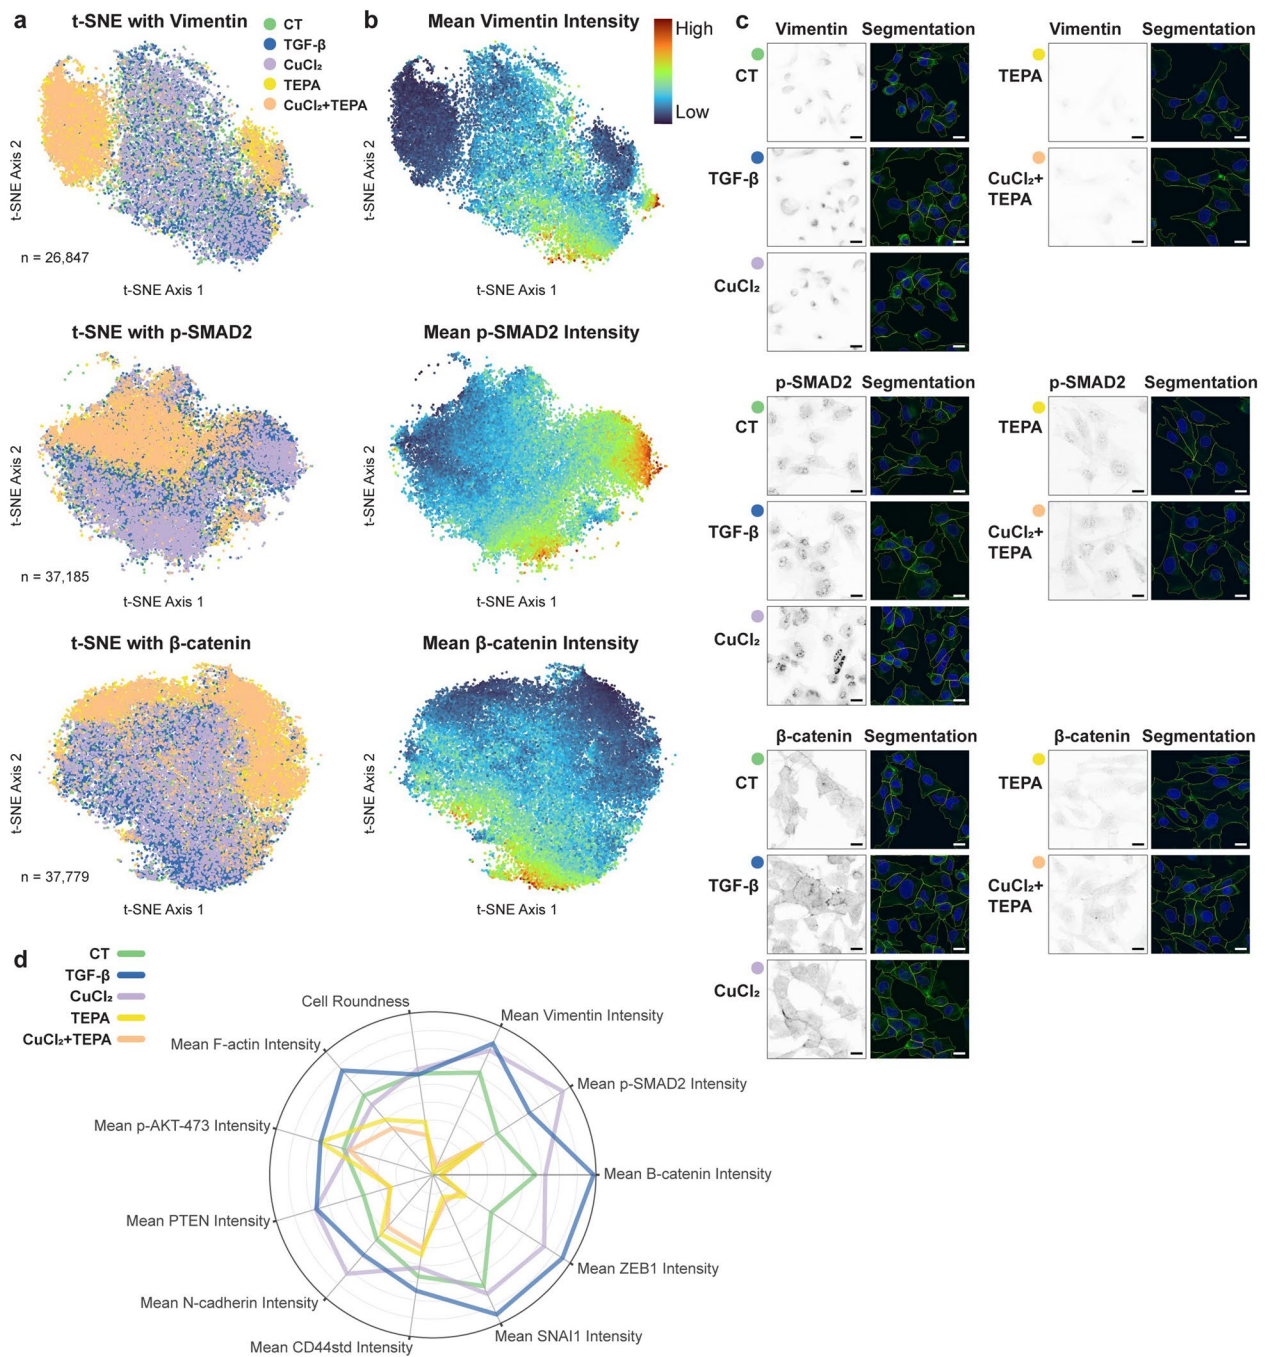 a
t-SNE with Vimentin
CT
TGF-β
CuCl₂
TEPA
CuCl₂+TEPA
t-SNE Axis 2
n = 26,847
t-SNE Axis 1
b
Mean Vimentin Intensity
High
Low
t-SNE Axis 2
t-SNE Axis 1
t-SNE with p-SMAD2
t-SNE Axis 2
n = 37,185
t-SNE Axis 1
Mean p-SMAD2 Intensity
t-SNE Axis 2
t-SNE Axis 1
t-SNE with β-catenin
t-SNE Axis 2
n = 37,779
t-SNE Axis 1
Mean β-catenin Intensity
t-SNE Axis 2
t-SNE Axis 1
c
Vimentin Segmentation
CT
TGF-β
CuCl₂
Vimentin Segmentation
TEPA
CuCl₂+
TEPA
p-SMAD2 Segmentation
CT
TGF-β
CuCl₂
p-SMAD2 Segmentation
TEPA
CuCl₂+
TEPA
β-catenin Segmentation
CT
TGF-β
CuCl₂
β-catenin Segmentation
TEPA
CuCl₂+
TEPA
d
CT
TGF-β
CuCl₂
TEPA
CuCl₂+TEPA
Cell Roundness
Mean Vimentin Intensity
Mean p-SMAD2 Intensity
Mean B-catenin Intensity
Mean ZEB1 Intensity
Mean SNAI1 Intensity
Mean CD44std Intensity
Mean N-cadherin Intensity
Mean PTEN Intensity
Mean p-AKT-473 Intensity
Mean F-actin Intensity